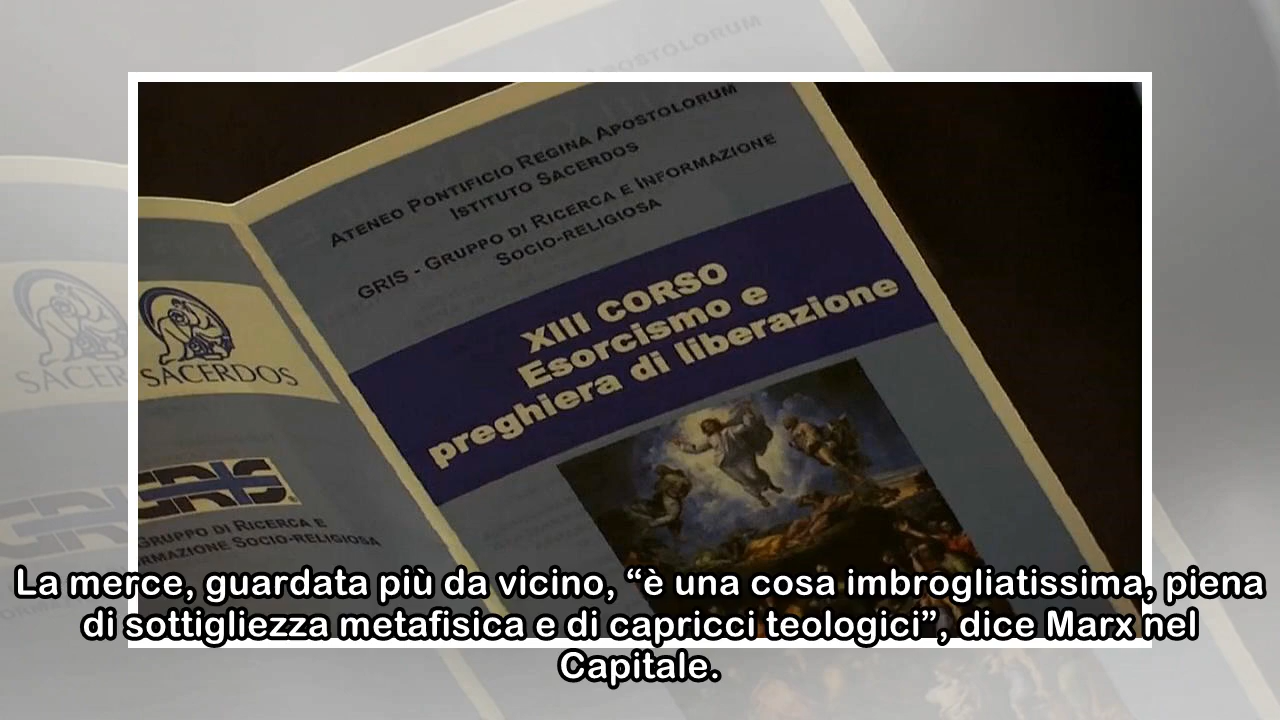 APOSTOLORUM
ATENEO PONTIFICIO REGINA APOSTOLORUM
ISTITUTO SACERDOS
GRIS - GRUPPO DI RICERCA E INFORMAZIONE
SOCIO-RELIGIOSA
XIII CORSO
Esorcismo e
preghiera di liberazione
SACERDOS
GRIS
GRUPPO DI RICERCA E
RMAZIONE SOCIO-RELIGIOSA
La merce, guardata più da vicino, “è una cosa imbrogliatissima, piena
di sottigliezza metafisica e di capricci teologici”, dice Marx nel
Capitale.